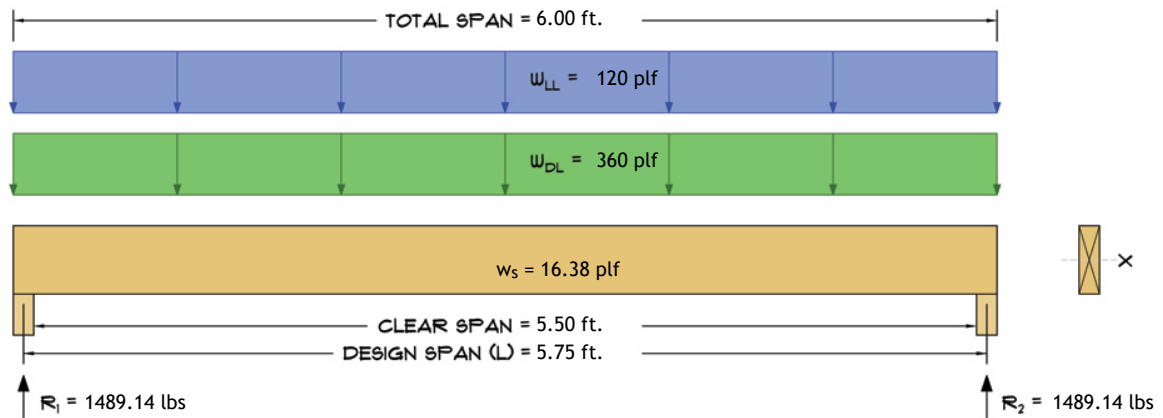 TOTAL SPAN = 6.00 ft.
WLL = 120 plf
WDL = 360 plf
ws = 16.38 plf
X
CLEAR SPAN = 5.50 ft.
DESIGN SPAN (L) = 5.75 ft.
R1 = 1489.14 lbs
R2 = 1489.14 lbs